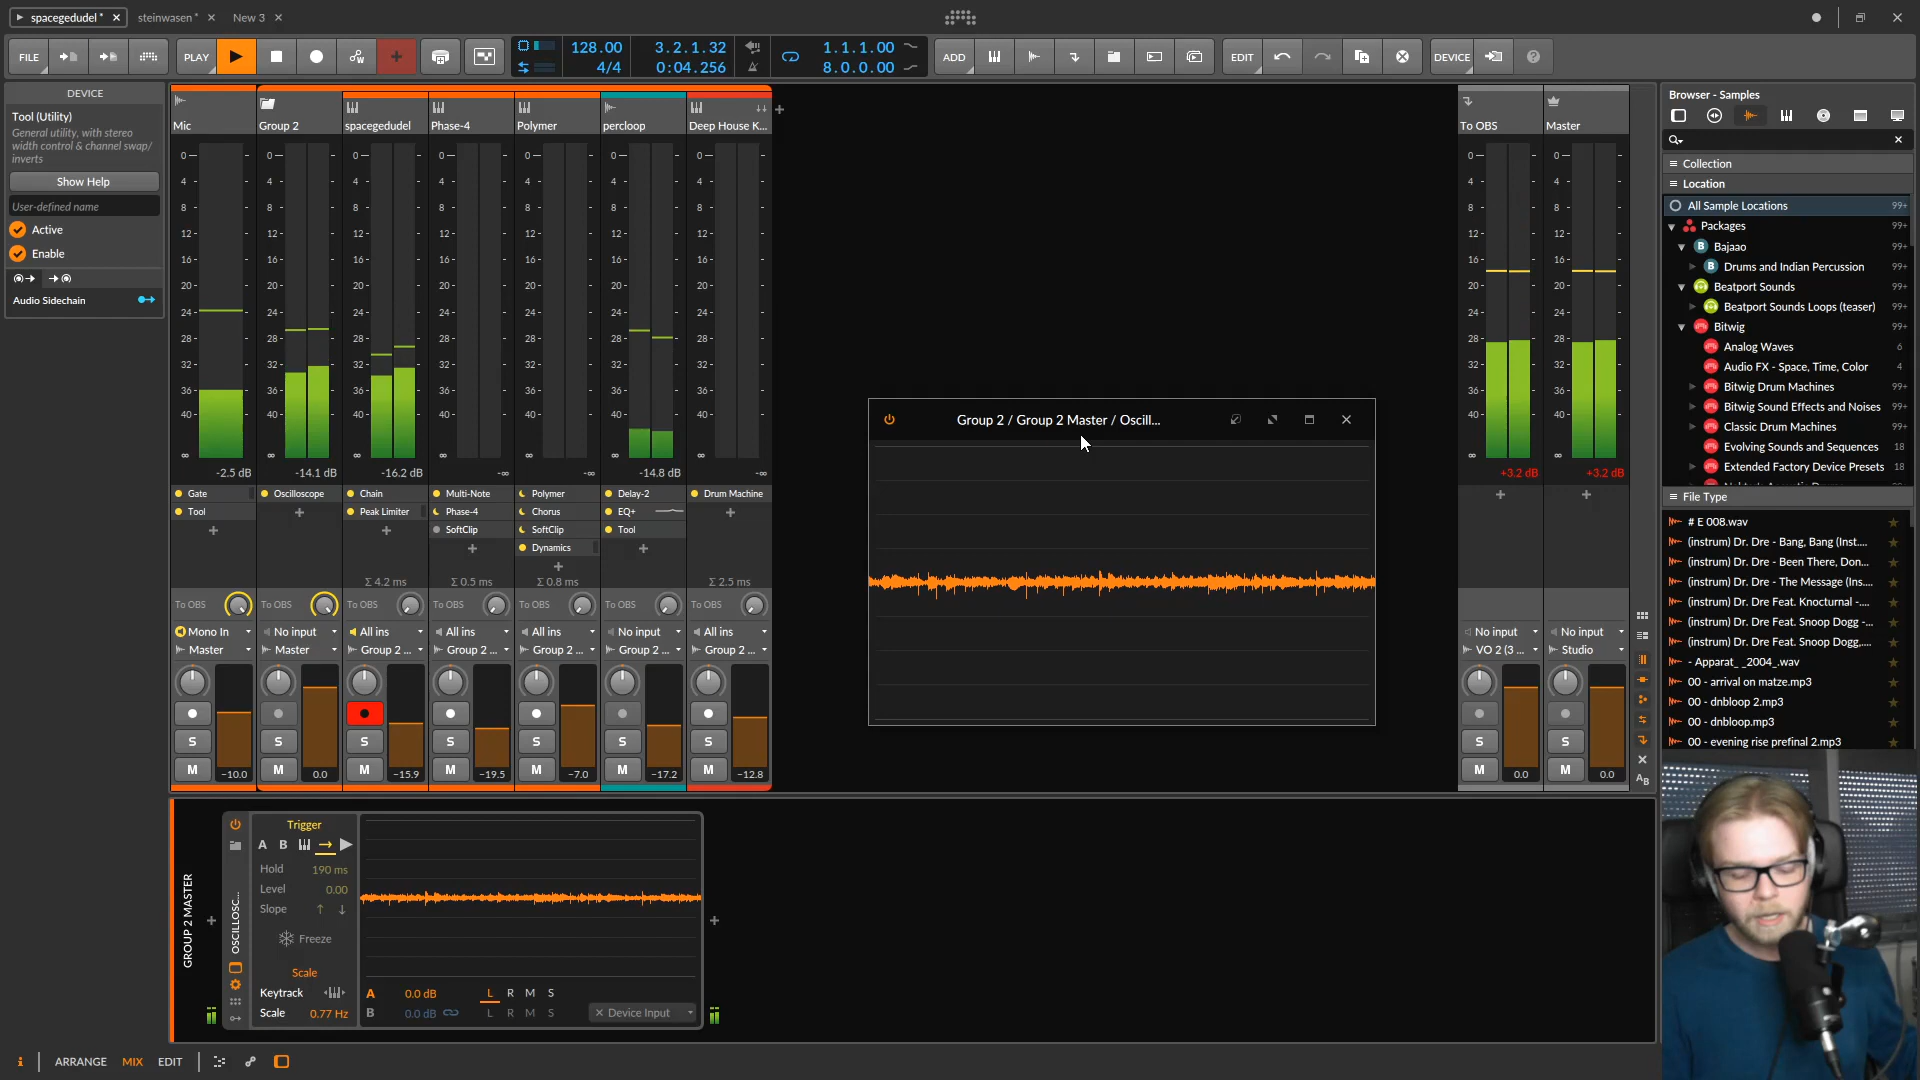 spacegedudel *
steinwasen *
New 3
FILE
PLAY
128.00
4/4
3.2.1.32
0:04.256
1.1.1.00
8.0.0.00
ADD
EDIT
DEVICE
DEVICE
Tool (Utility)
General utility, with stereo
width control & channel swap/
inverts
Show Help
User-defined name
Active
Enable
Audio Sidechain
Mic
Group 2
spacegedudel
Phase-4
Polymer
percloop
Deep House K...
To OBS
Master
-2.5 dB
-14.1 dB
-16.2 dB
-∞
-∞
-14.8 dB
-∞
+3.2 dB
+3.2 dB
Gate
Tool
Oscilloscope
Chain
Peak Limiter
Multi-Note
Phase-4
SoftClip
Polymer
Chorus
SoftClip
Dynamics
Delay-2
EQ+
Tool
Drum Machine
Σ 4.2 ms
Σ 0.5 ms
Σ 0.8 ms
Σ 2.5 ms
To OBS
To OBS
To OBS
To OBS
To OBS
To OBS
To OBS
Mono In
No input
All ins
All ins
All ins
No input
All ins
No input
No input
Master
Master
Group 2 ...
Group 2 ...
Group 2 ...
Group 2 ...
Group 2 ...
VO 2 (3 ...
Studio
S
M
-10.0
0.0
-15.9
-19.5
-7.0
-17.2
-12.8
0.0
0.0
Group 2 / Group 2 Master / Oscill...
Browser - Samples
Collection
Location
All Sample Locations 99+
Packages 99+
Bajaao 99+
Drums and Indian Percussion 99+
Beatport Sounds 99+
Beatport Sounds Loops (teaser) 99+
Bitwig 99+
Analog Waves 6
Audio FX - Space, Time, Color 4
Bitwig Drum Machines 99+
Bitwig Sound Effects and Noises 99+
Classic Drum Machines 99+
Evolving Sounds and Sequences 18
Extended Factory Device Presets 18
File Type
# E 008.wav
(instrum) Dr. Dre - Bang, Bang (Inst....
(instrum) Dr. Dre - Been There, Don...
(instrum) Dr. Dre - The Message (Ins....
(instrum) Dr. Dre Feat. Knocturnal -....
(instrum) Dr. Dre Feat. Snoop Dogg -...
(instrum) Dr. Dre Feat. Snoop Dogg,....
- Apparat_ _2004_.wav
00 - arrival on matze.mp3
00 - dnbloop 2.mp3
00 - dnbloop.mp3
00 - evening rise prefinal 2.mp3
GROUP 2 MASTER
OSCILLOSC...
Trigger
A B
Hold 190 ms
Level 0.00
Slope ↑ ↓
Freeze
Scale
Keytrack
Scale 0.77 Hz
A 0.0 dB L R M S
B 0.0 dB L R M S
Device Input
i ARRANGE MIX EDIT